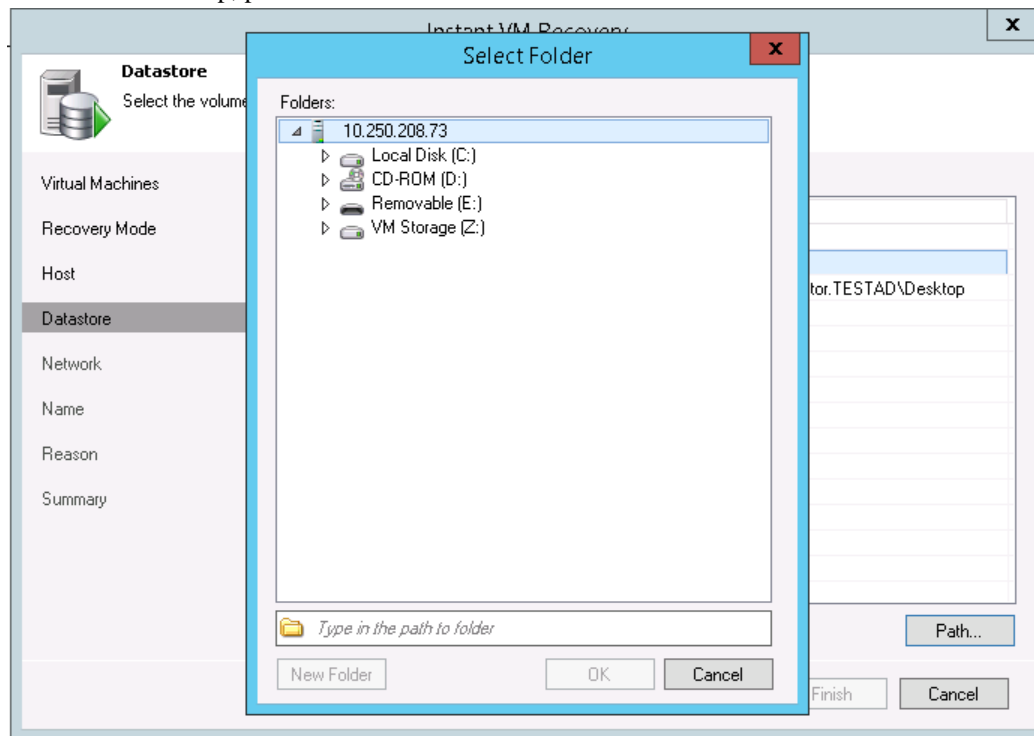 Instant VM Recovery
x
Select Folder
x
Datastore
Select the volume
Folders:
10.250.208.73
Local Disk (C:)
CD-ROM (D:)
Removable (E:)
VM Storage (Z:)
Virtual Machines
Recovery Mode
Host
Datastore
Network
Name
Reason
Summary
tor.TESTAD\Desktop
Type in the path to folder
Path...
New Folder
OK
Cancel
Finish
Cancel